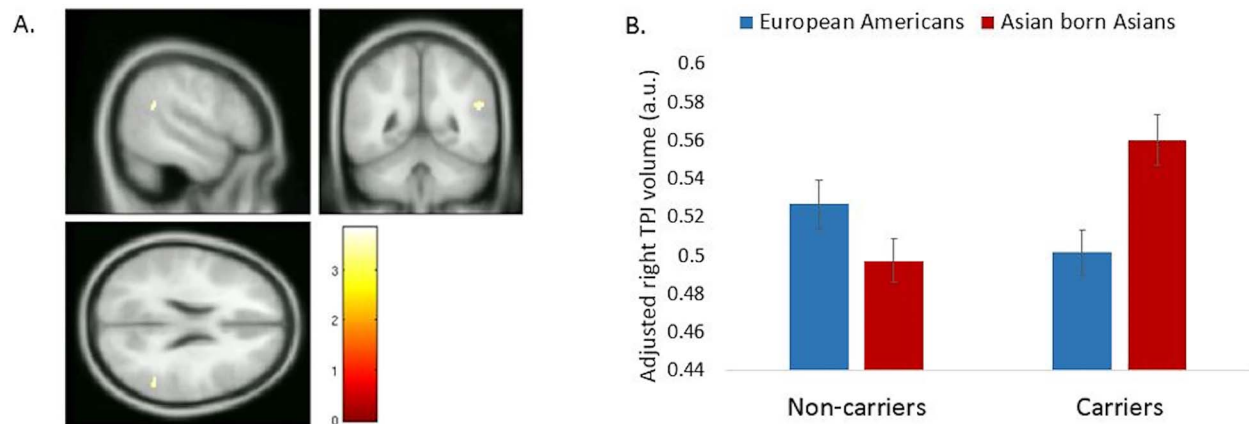 A.
3
2
1
0
B.
European Americans Asian born Asians
Adjusted right TPJ volume (a.u.)
0.6
0.58
0.56
0.54
0.52
0.5
0.48
0.46
0.44
Non-carriers Carriers